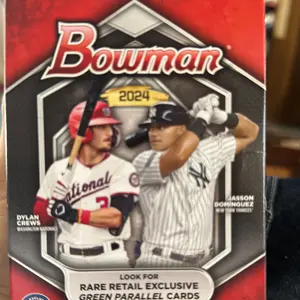 Bowman
2024
DYLAN
CREWS
WASHINGTON NATIONALS
JASSON
DOMINGUEZ
NEW YORK YANKEES
National
3
LOOK FOR
RARE RETAIL EXCLUSIVE
GREEN PARALLEL CARDS